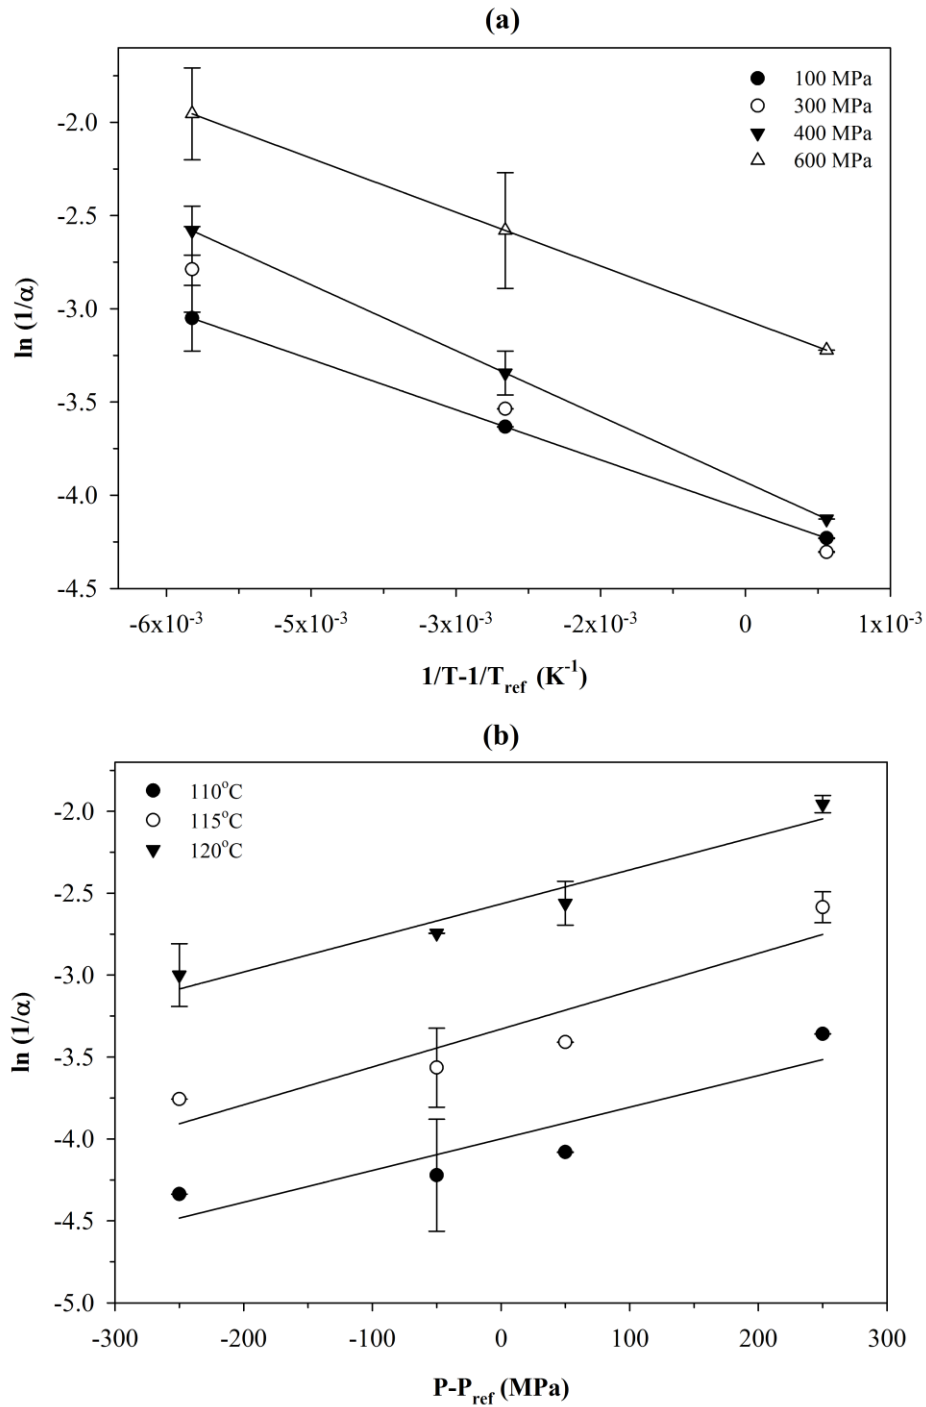 (a)
100 MPa
300 MPa
400 MPa
600 MPa
-2.0
-2.5
-3.0
-3.5
-4.0
-4.5
ln (1/α)
-6x10⁻³ -5x10⁻³ -3x10⁻³ -2x10⁻³ 0 1x10⁻³
1/T-1/Tref (K⁻¹)
(b)
110°C
115°C
120°C
-2.0
-2.5
-3.0
-3.5
-4.0
-4.5
-5.0
ln (1/α)
-300 -200 -100 0 100 200 300
P-Pref (MPa)